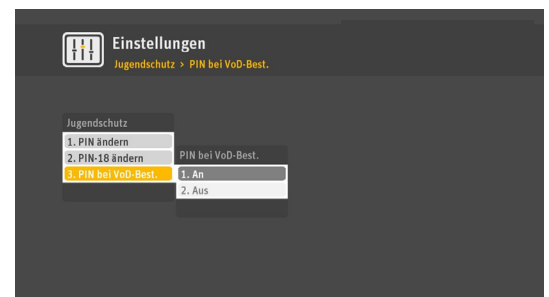 Einstellungen
Jugendschutz > PIN bei VoD-Best.
Jugendschutz
1. PIN ändern
2. PIN-18 ändern
3. PIN bei VoD-Best.
PIN bei VoD-Best.
1. An
2. Aus